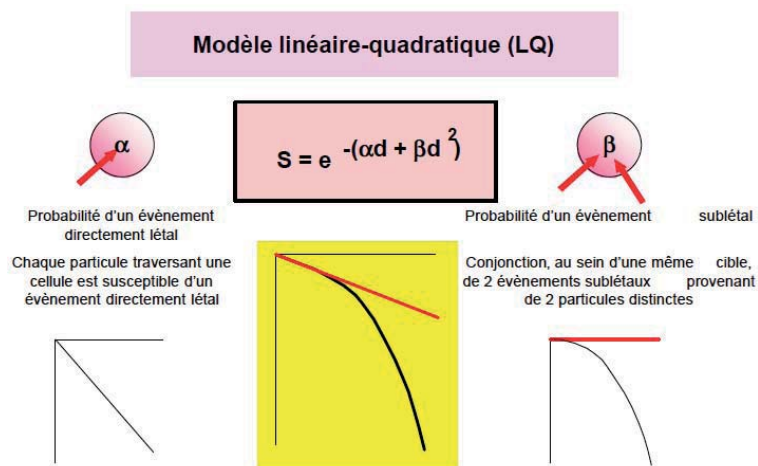 Modèle linéaire-quadratique (LQ)
α
S = e -(αd + βd 2)
β
Probabilité d'un évènement
directement létal
Chaque particule traversant une
cellule est susceptible d'un
évènement directement létal
Probabilité d'un évènement sublétal
Conjonction, au sein d'une même cible,
de 2 évènements sublétaux provenant
de 2 particules distinctes